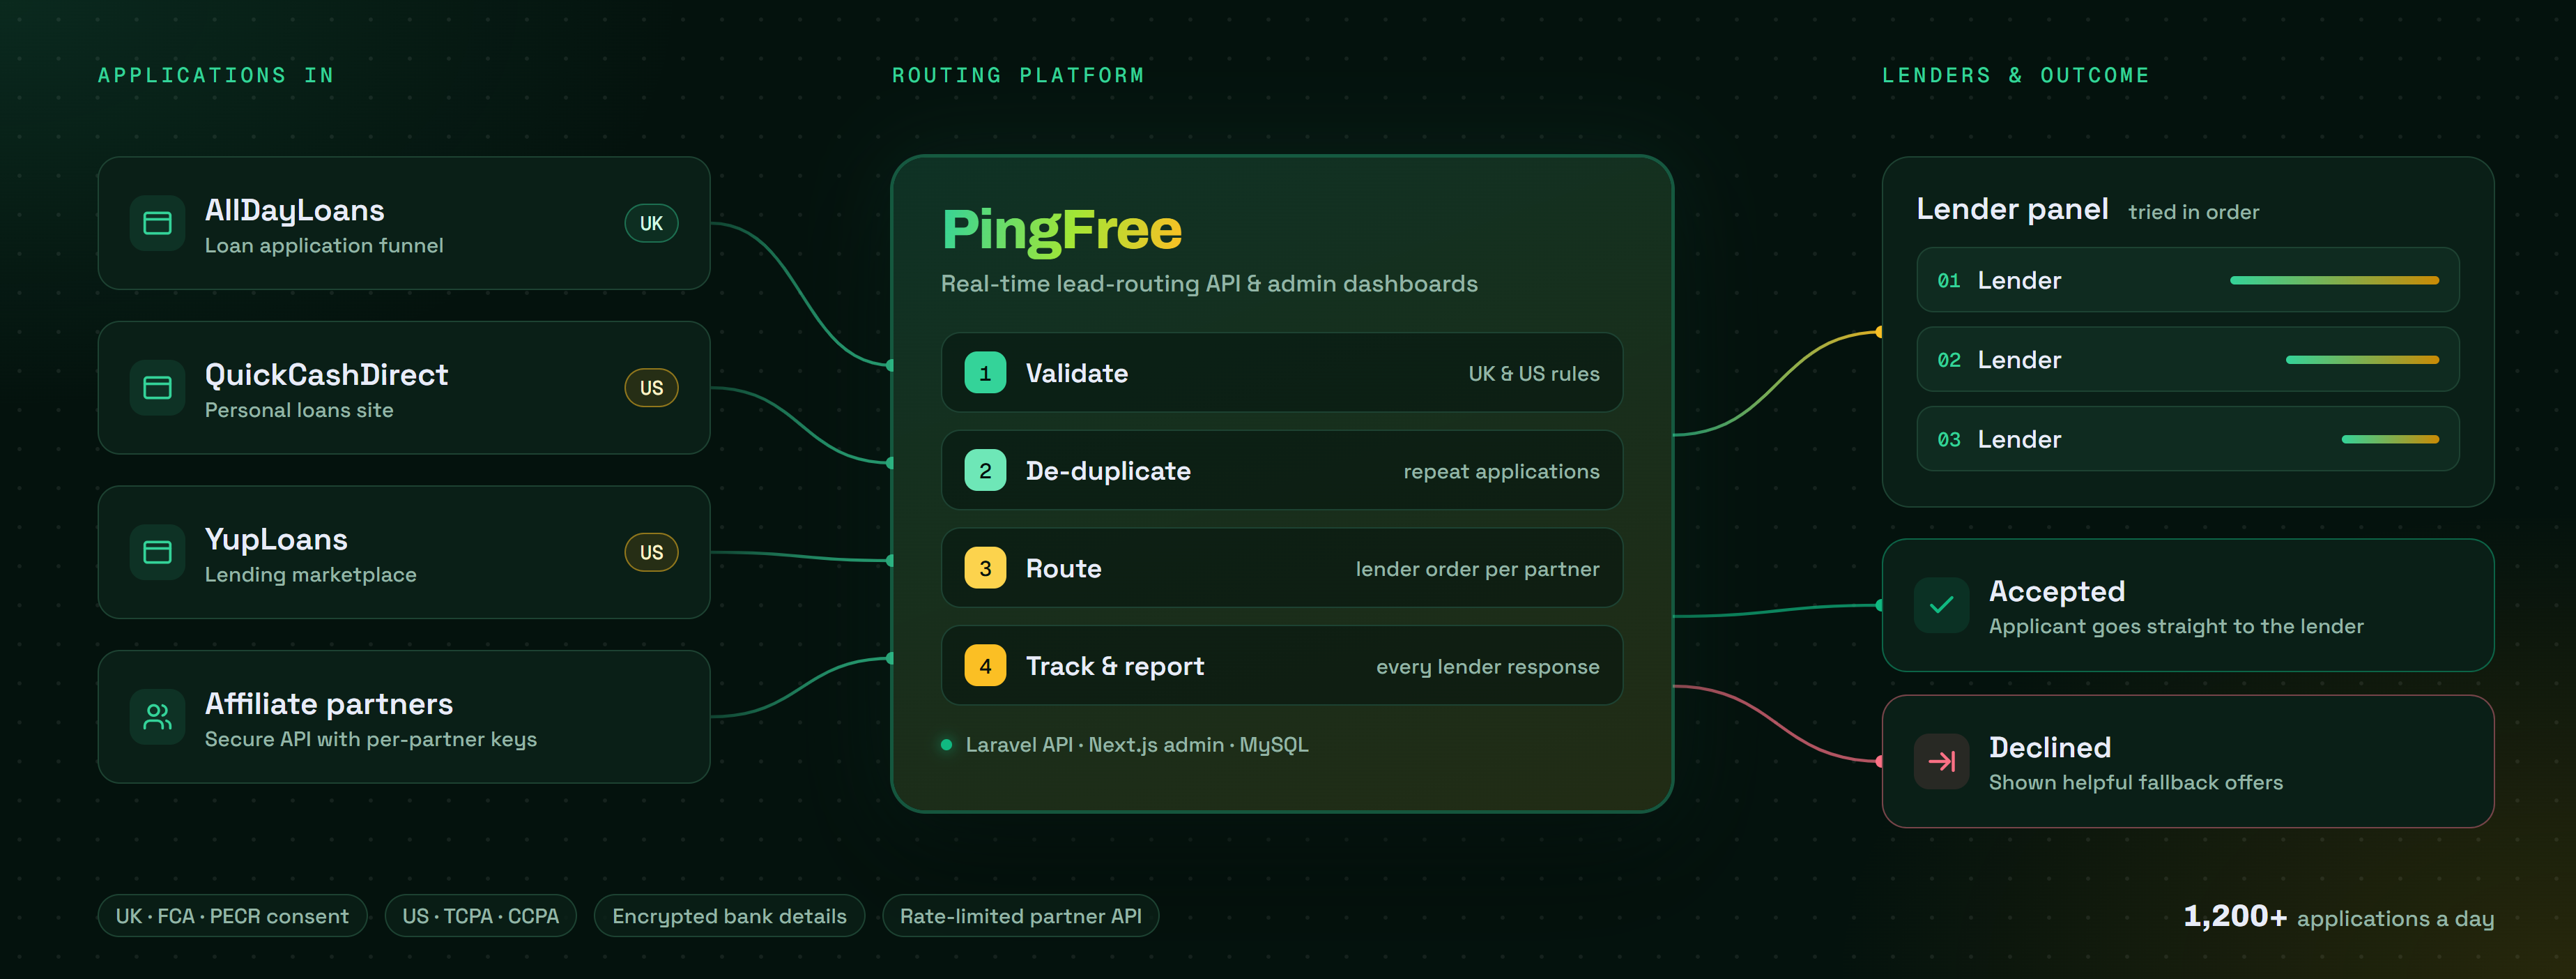 APPLICATIONS IN
AllDayLoans
Loan application funnel
UK
QuickCashDirect
Personal loans site
US
YupLoans
Lending marketplace
US
Affiliate partners
Secure API with per-partner keys
ROUTING PLATFORM
PingFree
Real-time lead-routing API & admin dashboards
1 Validate UK & US rules
2 De-duplicate repeat applications
3 Route lender order per partner
4 Track & report every lender response
Laravel API · Next.js admin · MySQL
LENDERS & OUTCOME
Lender panel tried in order
01 Lender
02 Lender
03 Lender
Accepted
Applicant goes straight to the lender
Declined
Shown helpful fallback offers
UK · FCA · PECR consent
US · TCPA · CCPA
Encrypted bank details
Rate-limited partner API
1,200+ applications a day